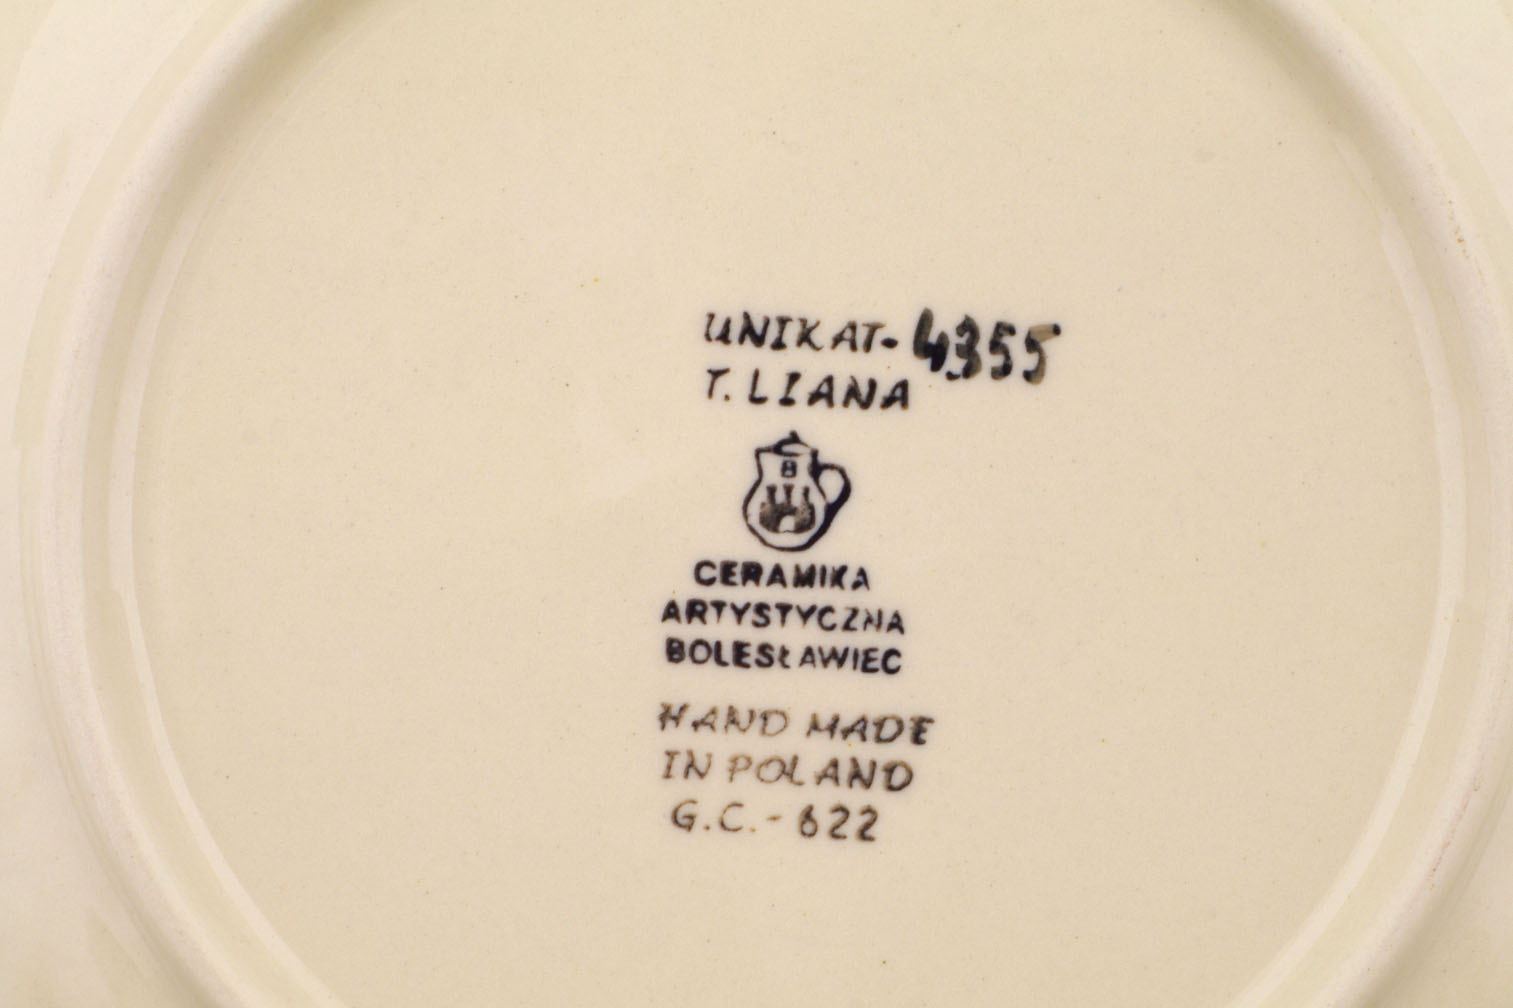 UNIKAT-4355
T. LIANA
B
CERAMIKA
ARTYSTYCZNA
BOLESŁAWIEC
HAND MADE
IN POLAND
G.C.-622